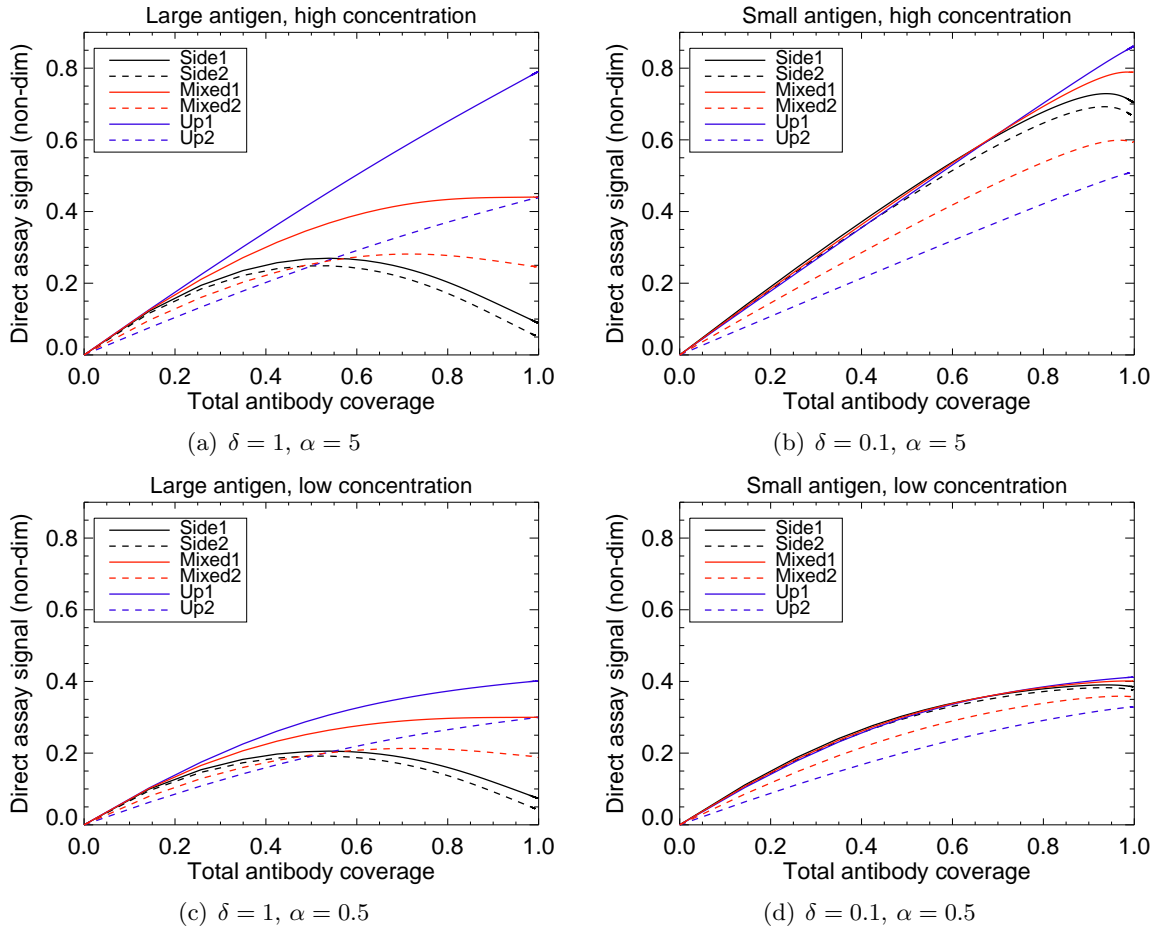 Large antigen, high concentration
Direct assay signal (non-dim)
0.8
0.6
0.4
0.2
0.0
Side1
Side2
Mixed1
Mixed2
Up1
Up2
0.0 0.2 0.4 0.6 0.8 1.0
Total antibody coverage
(a) δ = 1, α = 5
Small antigen, high concentration
Direct assay signal (non-dim)
0.8
0.6
0.4
0.2
0.0
Side1
Side2
Mixed1
Mixed2
Up1
Up2
0.0 0.2 0.4 0.6 0.8 1.0
Total antibody coverage
(b) δ = 0.1, α = 5
Large antigen, low concentration
Direct assay signal (non-dim)
0.8
0.6
0.4
0.2
0.0
Side1
Side2
Mixed1
Mixed2
Up1
Up2
0.0 0.2 0.4 0.6 0.8 1.0
Total antibody coverage
(c) δ = 1, α = 0.5
Small antigen, low concentration
Direct assay signal (non-dim)
0.8
0.6
0.4
0.2
0.0
Side1
Side2
Mixed1
Mixed2
Up1
Up2
0.0 0.2 0.4 0.6 0.8 1.0
Total antibody coverage
(d) δ = 0.1, α = 0.5